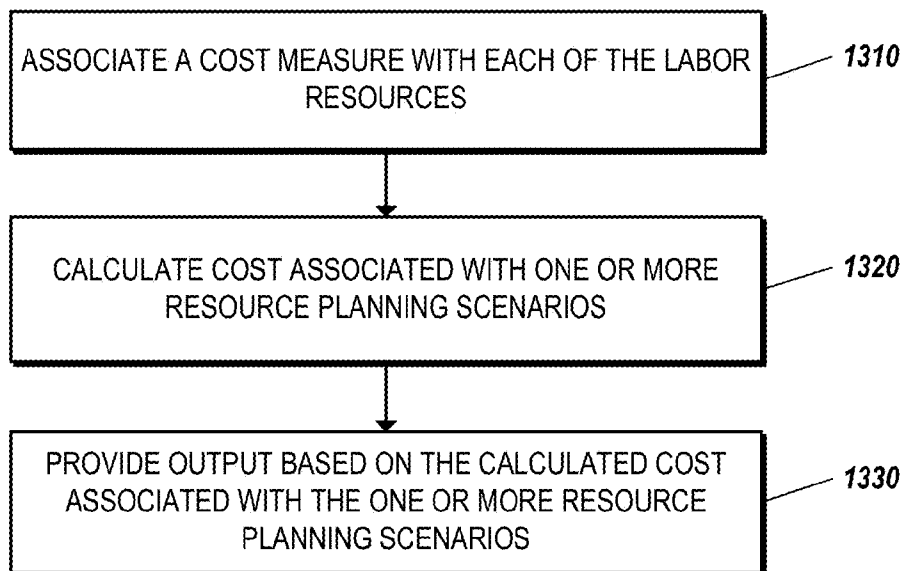 ASSOCIATE A COST MEASURE WITH EACH OF THE LABOR
RESOURCES
1310
CALCULATE COST ASSOCIATED WITH ONE OR MORE
RESOURCE PLANNING SCENARIOS
1320
PROVIDE OUTPUT BASED ON THE CALCULATED COST
ASSOCIATED WITH THE ONE OR MORE RESOURCE
PLANNING SCENARIOS
1330